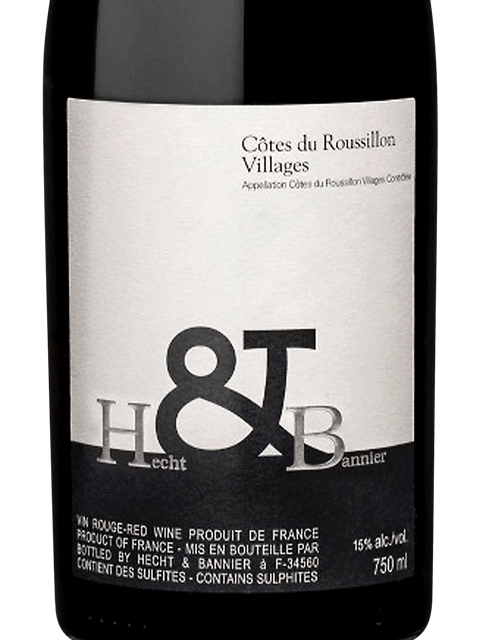 Côtes du Roussillon
Villages
Appellation Côtes du Roussillon Villages Contrôlée
Hecht & Bannier
VIN ROUGE-RED WINE PRODUIT DE FRANCE
PRODUCT OF FRANCE - MIS EN BOUTEILLE PAR
BOTTLED BY HECHT & BANNIER à F-34560
CONTIENT DES SULFITES - CONTAINS SULPHITES
15% alc./vol.
750 ml